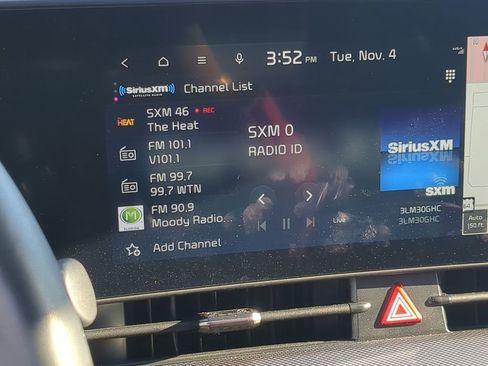 3:52 PM
Tue, Nov. 4
SiriusXM
SATELLITE RADIO
Channel List
HEAT
SXM 46 REC
The Heat
FM 101.1
V101.1
FM 99.7
99.7 WTN
FM 90.9
Moody Radio...
Add Channel
SXM 0
RADIO ID
SiriusXM
sxm
3LM30GHC
3LM30GHC
Auto
150 ft